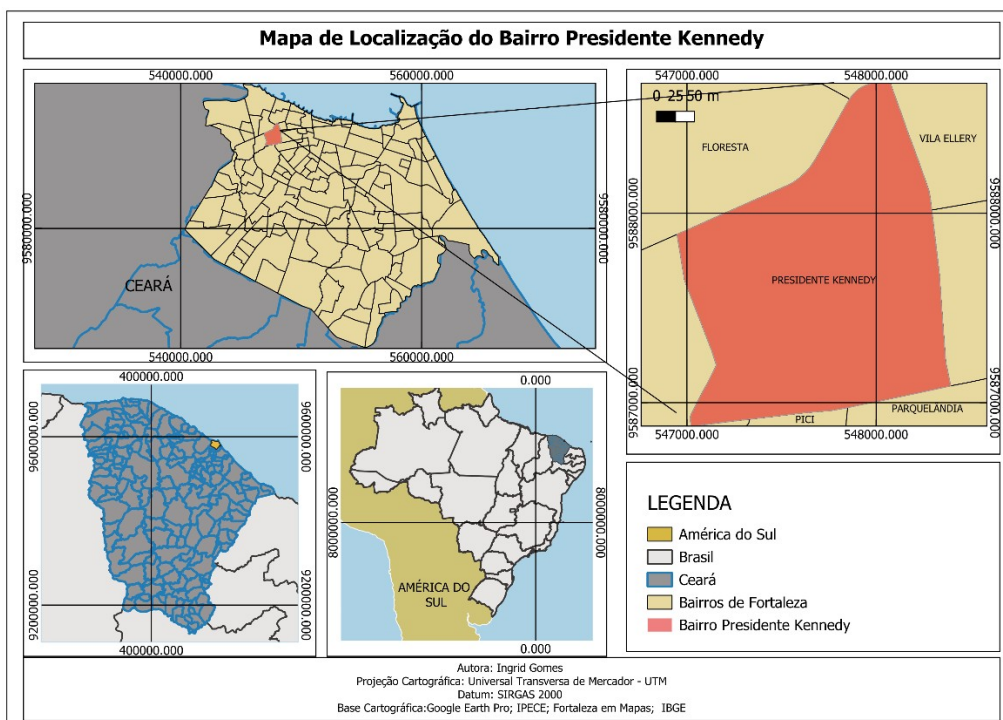 Mapa de Localização do Bairro Presidente Kennedy
540000.000 560000.000
9580000.000
9580000.000
CEARÁ
540000.000 560000.000
547000.000 548000.000
0 25 50 m
FLORESTA
VILA ELLERY
9588000.000
9588000.000
PRESIDENTE KENNEDY
9587000.000
9587000.000
PICI
PARQUELANDIA
547000.000 548000.000
400000.000
9600000.000
9600000.000
9200000.000
9200000.000
400000.000
0.000
8000000.000
8000000.000
AMÉRICA DO
SUL
0.000
LEGENDA
América do Sul
Brasil
Ceará
Bairros de Fortaleza
Bairro Presidente Kennedy
Autora: Ingrid Gomes
Projeção Cartográfica: Universal Transversa de Mercador - UTM
Datum: SIRGAS 2000
Base Cartográfica:Google Earth Pro; IPECE; Fortaleza em Mapas; IBGE